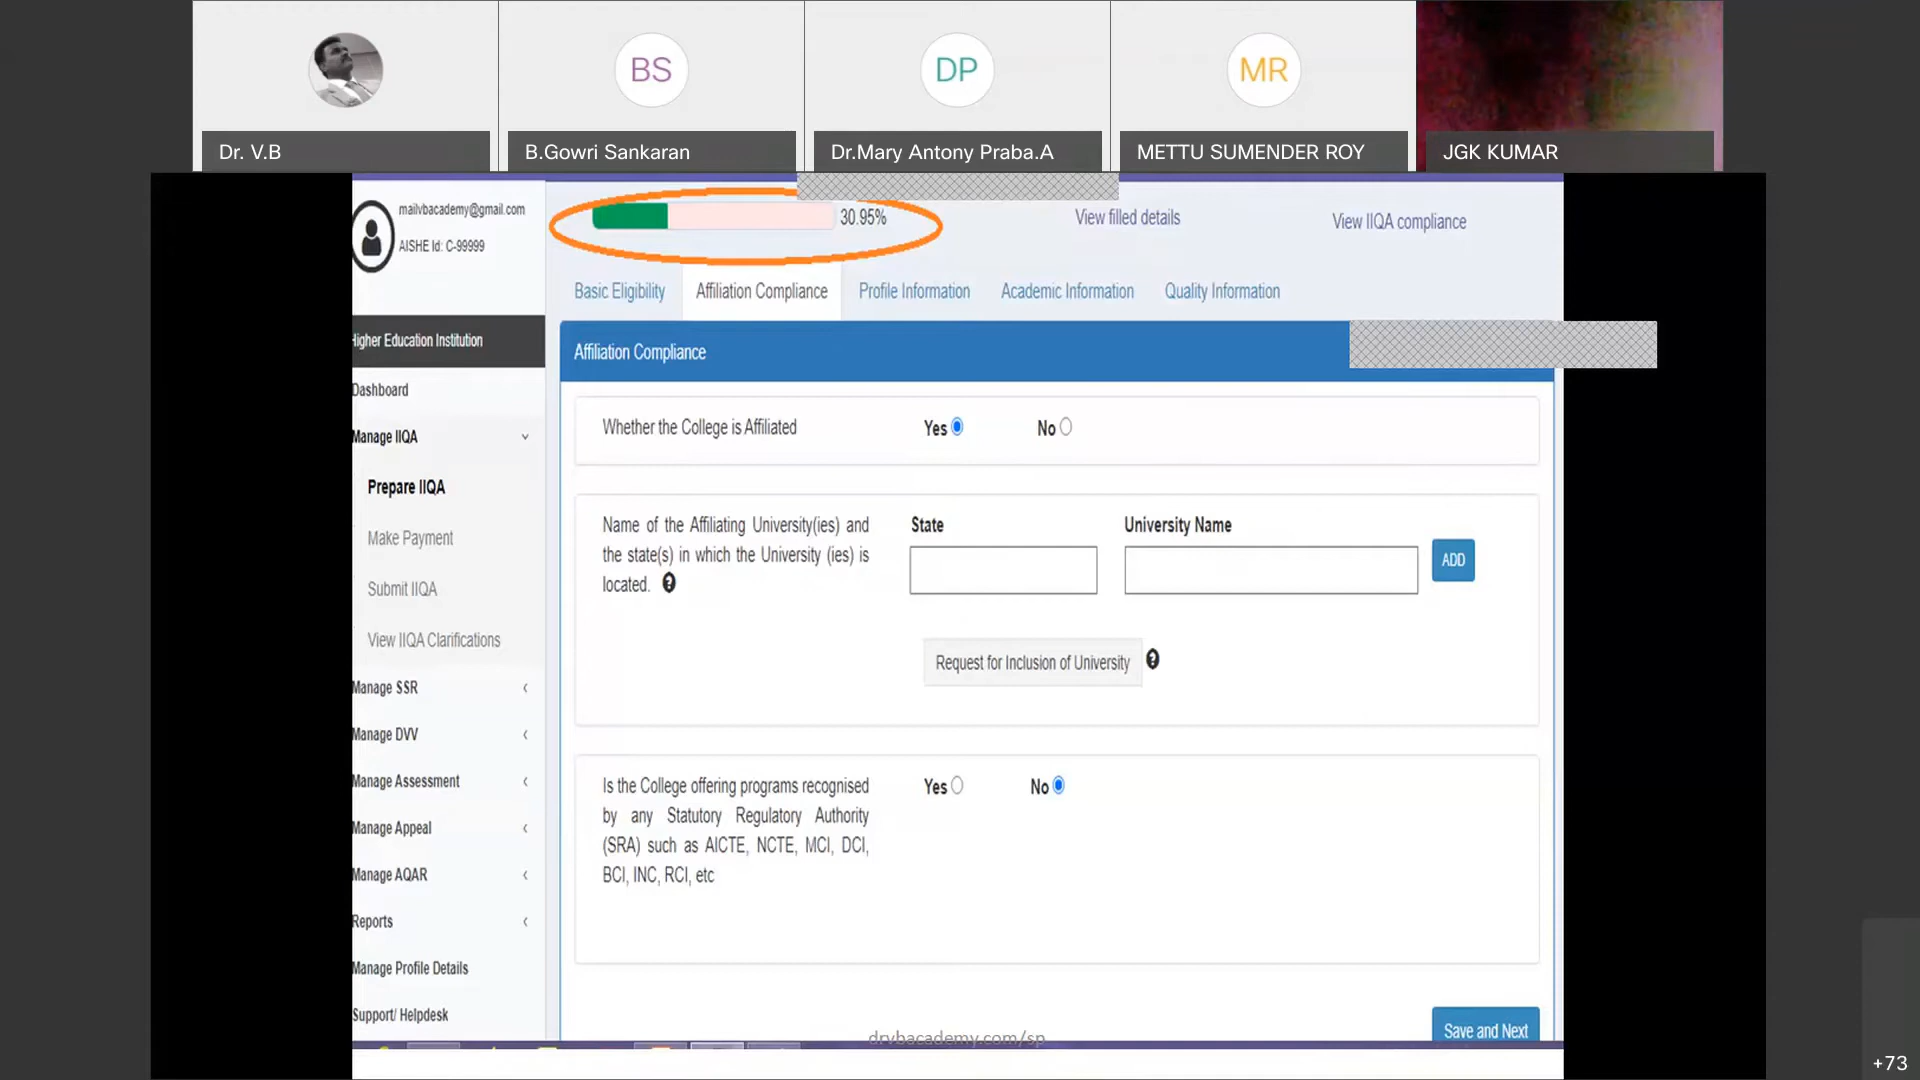 BS
DP
MR
Dr. V.B
B.Gowri Sankaran
Dr.Mary Antony Praba.A
METTU SUMENDER ROY
JGK KUMAR
mailvbacademy@gmail.com
AISHE Id: C-99999
30.95%
View filled details
View IIQA compliance
Basic Eligibility
Affiliation Compliance
Profile Information
Academic Information
Quality Information
Higher Education Institution
Dashboard
Manage IIQA
Prepare IIQA
Make Payment
Submit IIQA
View IIQA Clarifications
Manage SSR
Manage DVV
Manage Assessment
Manage Appeal
Manage AQAR
Reports
Manage Profile Details
Support/ Helpdesk
Affiliation Compliance
Whether the College is Affiliated
Yes
No
Name of the Affiliating University(ies) and
the state(s) in which the University (ies) is
located.
State
University Name
ADD
Request for Inclusion of University
Is the College offering programs recognised
by any Statutory Regulatory Authority
(SRA) such as AICTE, NCTE, MCI, DCI,
BCI, INC, RCI, etc
Yes
No
Save and Next
drvbacademy.com/sp
+73